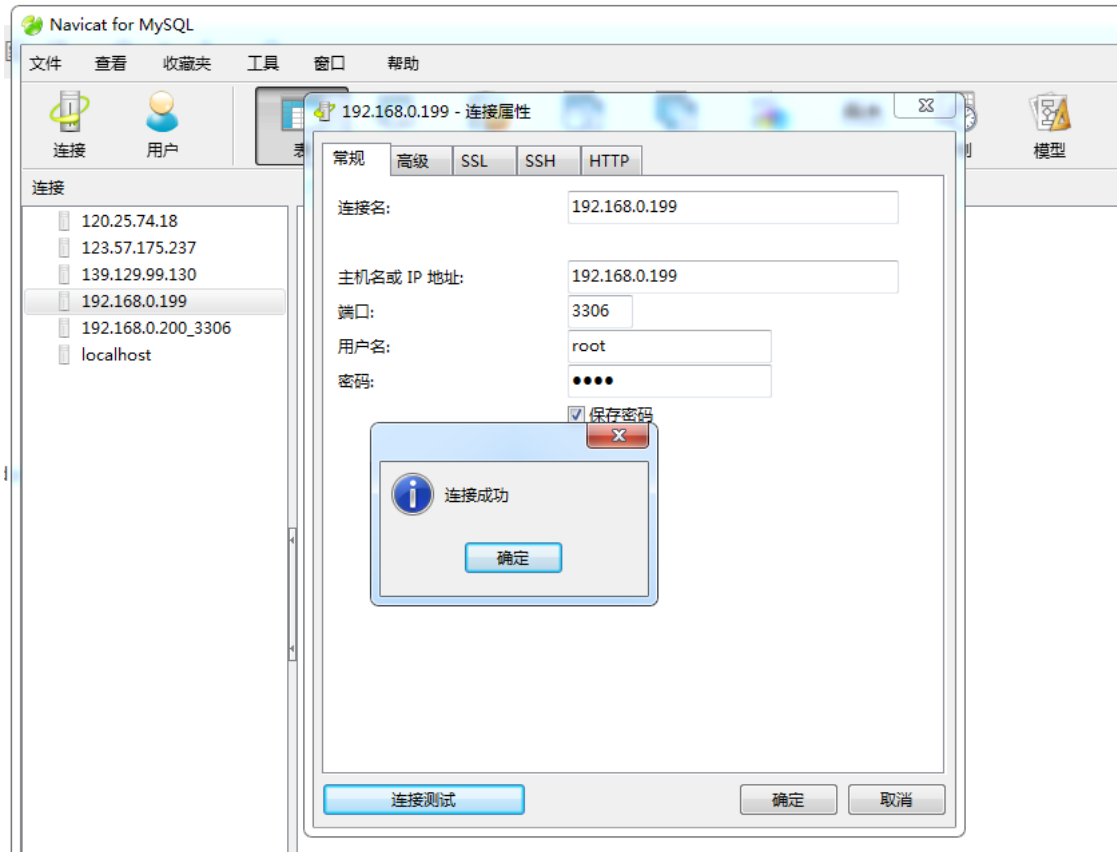 Navicat for MySQL
文件 查看 收藏夹 工具 窗口 帮助
连接 用户 模型
192.168.0.199 - 连接属性
常规 高级 SSL SSH HTTP
连接
120.25.74.18
123.57.175.237
139.129.99.130
192.168.0.199
192.168.0.200_3306
localhost
连接名: 192.168.0.199
主机名或 IP 地址: 192.168.0.199
端口: 3306
用户名: root
密码: ●●●●
保存密码
连接成功
确定
连接测试 确定 取消